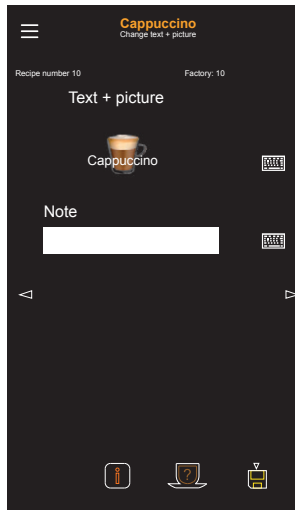 Cappuccino
Change text + picture
Recipe number 10 Factory: 10
Text + picture
Cappuccino
Note
i
?